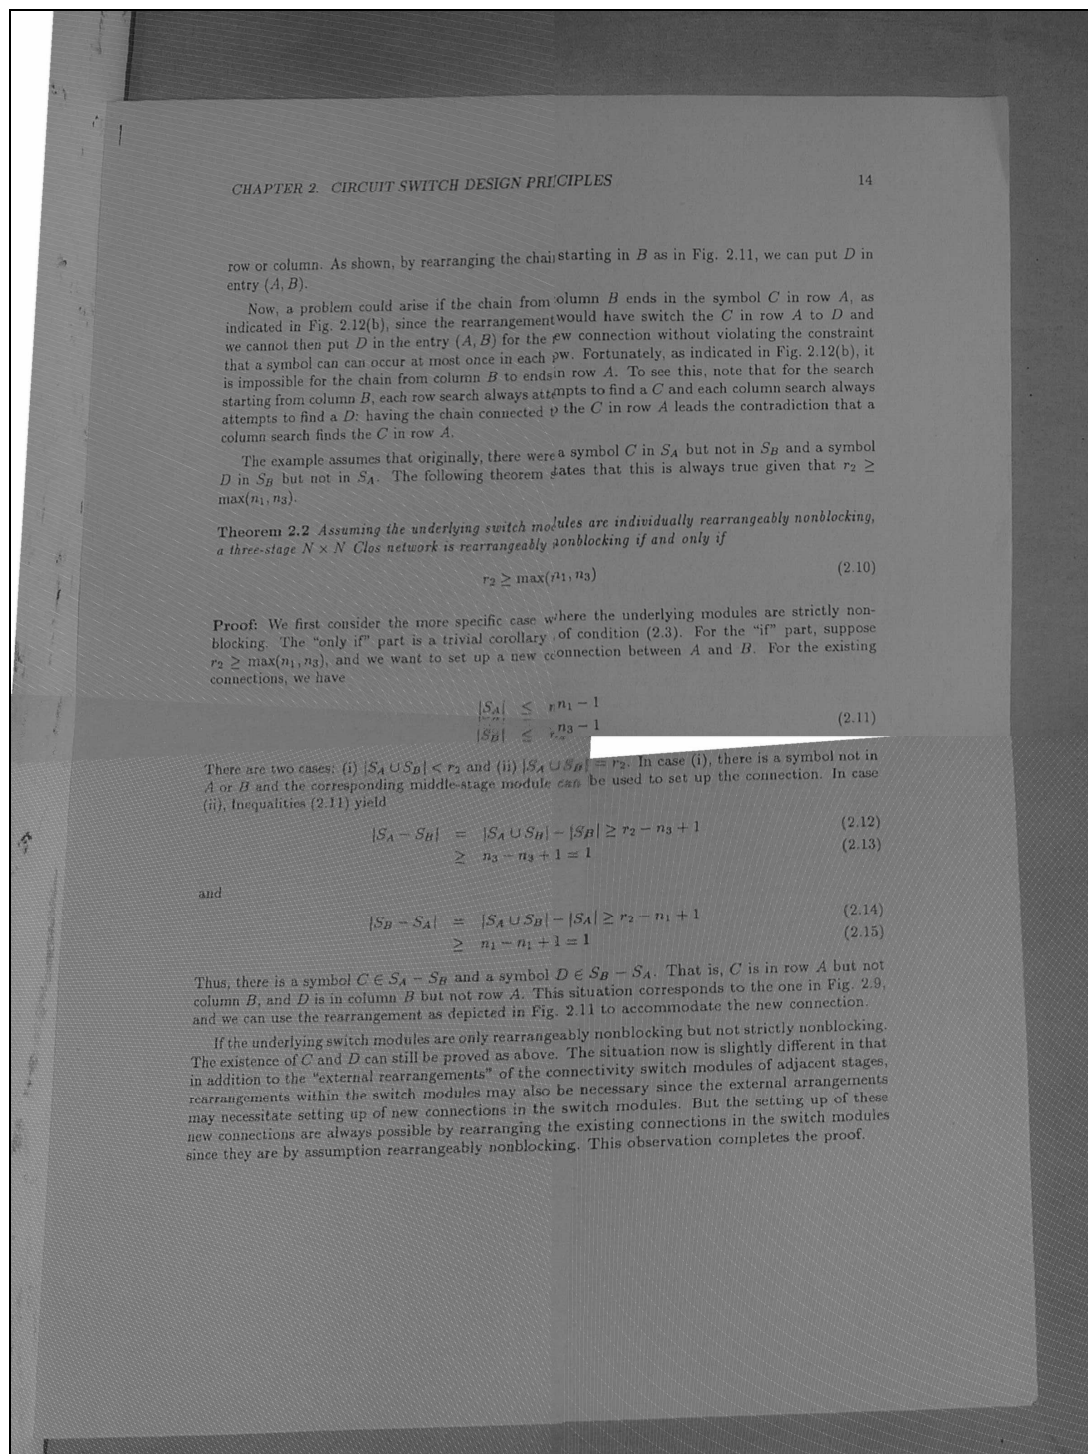 CHAPTER 2. CIRCUIT SWITCH DESIGN PRICIPLES 14
row or column. As shown, by rearranging the chain starting in B as in Fig. 2.11, we can put D in
entry (A, B).
Now, a problem could arise if the chain from column B ends in the symbol C in row A, as
indicated in Fig. 2.12(b), since the rearrangement would have switch the C in row A to D and
we cannot then put D in the entry (A, B) for the new connection without violating the constraint
that a symbol can can occur at most once in each row. Fortunately, as indicated in Fig. 2.12(b), it
is impossible for the chain from column B to ends in row A. To see this, note that for the search
starting from column B, each row search always attempts to find a C and each column search always
attempts to find a D; having the chain connected to the C in row A leads the contradiction that a
column search finds the C in row A.
The example assumes that originally, there were a symbol C in S_A but not in S_B and a symbol
D in S_B but not in S_A. The following theorem states that this is always true given that r₂ ≥
max(n₁, n₃).
Theorem 2.2 Assuming the underlying switch modules are individually rearrangeably nonblocking,
a three-stage N × N Clos network is rearrangeably nonblocking if and only if
r₂ ≥ max(n₁, n₃) (2.10)
Proof: We first consider the more specific case where the underlying modules are strictly non-
blocking. The “only if” part is a trivial corollary of condition (2.3). For the “if” part, suppose
r₂ ≥ max(n₁, n₃), and we want to set up a new connection between A and B. For the existing
connections, we have
|S_A| ≤ n₁ − 1
|S_B| ≤ n₃ − 1 (2.11)
There are two cases: (i) |S_A ∪ S_B| < r₂ and (ii) |S_A ∪ S_B| = r₂. In case (i), there is a symbol not in
A or B and the corresponding middle-stage module can be used to set up the connection. In case
(ii), Inequalities (2.11) yield
|S_A − S_B| = |S_A ∪ S_B| − |S_B| ≥ r₂ − n₃ + 1 (2.12)
≥ n₃ − n₃ + 1 = 1 (2.13)
and
|S_B − S_A| = |S_A ∪ S_B| − |S_A| ≥ r₂ − n₁ + 1 (2.14)
≥ n₁ − n₁ + 1 = 1 (2.15)
Thus, there is a symbol C ∈ S_A − S_B and a symbol D ∈ S_B − S_A. That is, C is in row A but not
column B, and D is in column B but not row A. This situation corresponds to the one in Fig. 2.9,
and we can use the rearrangement as depicted in Fig. 2.11 to accommodate the new connection.
If the underlying switch modules are only rearrangeably nonblocking but not strictly nonblocking.
The existence of C and D can still be proved as above. The situation now is slightly different in that
in addition to the “external rearrangements” of the connectivity switch modules of adjacent stages,
rearrangements within the switch modules may also be necessary since the external arrangements
may necessitate setting up of new connections in the switch modules. But the setting up of these
new connections are always possible by rearranging the existing connections in the switch modules
since they are by assumption rearrangeably nonblocking. This observation completes the proof.